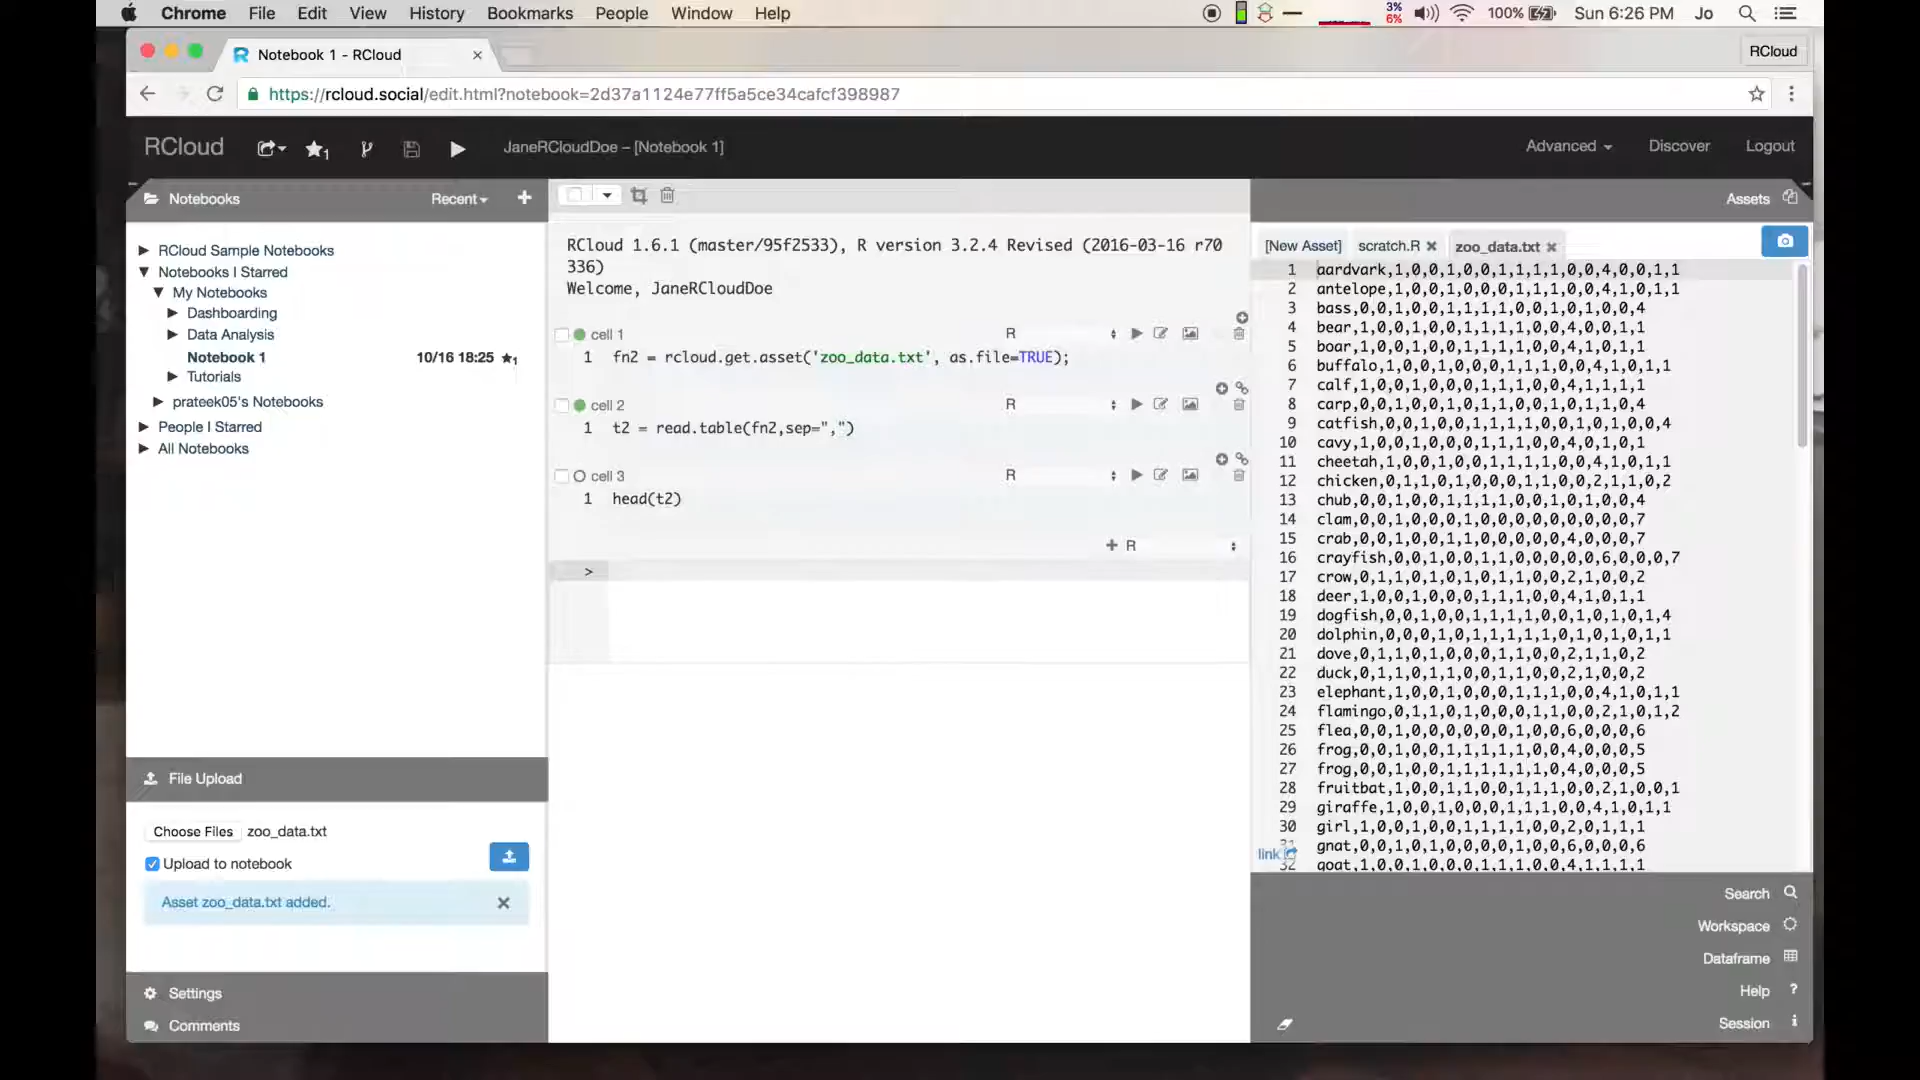 Chrome File Edit View History Bookmarks People Window Help 3% 6% 100% Sun 6:26 PM Jo
Notebook 1 - RCloud × RCloud
https://rcloud.social/edit.html?notebook=2d37a1124e77ff5a5ce34cafcf398987
RCloud 1 JaneRCloudDoe – [Notebook 1] Advanced Discover Logout
Notebooks Recent +
RCloud Sample Notebooks
Notebooks I Starred
My Notebooks
Dashboarding
Data Analysis
Notebook 1 10/16 18:25 1
Tutorials
prateek05's Notebooks
People I Starred
All Notebooks
File Upload
Choose Files zoo_data.txt
Upload to notebook
Asset zoo_data.txt added. ×
Settings
Comments
RCloud 1.6.1 (master/95f2533), R version 3.2.4 Revised (2016-03-16 r70
336)
Welcome, JaneRCloudDoe
cell 1 R
1 fn2 = rcloud.get.asset('zoo_data.txt', as.file=TRUE);
cell 2 R
1 t2 = read.table(fn2,sep=",")
cell 3 R
1 head(t2)
+ R
>
Assets
[New Asset] scratch.R × zoo_data.txt ×
1 aardvark,1,0,0,1,0,0,1,1,1,1,0,0,4,0,0,1,1
2 antelope,1,0,0,1,0,0,0,1,1,1,0,0,4,1,0,1,1
3 bass,0,0,1,0,0,1,1,1,1,0,0,1,0,1,0,0,4
4 bear,1,0,0,1,0,0,1,1,1,1,0,0,4,0,0,1,1
5 boar,1,0,0,1,0,0,1,1,1,1,0,0,4,1,0,1,1
6 buffalo,1,0,0,1,0,0,0,1,1,1,0,0,4,1,0,1,1
7 calf,1,0,0,1,0,0,0,1,1,1,0,0,4,1,1,1,1
8 carp,0,0,1,0,0,1,0,1,1,0,0,1,0,1,1,0,4
9 catfish,0,0,1,0,0,1,1,1,1,0,0,1,0,1,0,0,4
10 cavy,1,0,0,1,0,0,0,1,1,1,0,0,4,0,1,0,1
11 cheetah,1,0,0,1,0,0,1,1,1,1,0,0,4,1,0,1,1
12 chicken,0,1,1,0,1,0,0,0,1,1,0,0,2,1,1,0,2
13 chub,0,0,1,0,0,1,1,1,1,0,0,1,0,1,0,0,4
14 clam,0,0,1,0,0,0,1,0,0,0,0,0,0,0,0,0,7
15 crab,0,0,1,0,0,1,1,0,0,0,0,0,4,0,0,0,7
16 crayfish,0,0,1,0,0,1,1,0,0,0,0,0,6,0,0,0,7
17 crow,0,1,1,0,1,0,1,0,1,1,0,0,2,1,0,0,2
18 deer,1,0,0,1,0,0,0,1,1,1,0,0,4,1,0,1,1
19 dogfish,0,0,1,0,0,1,1,1,1,0,0,1,0,1,0,1,4
20 dolphin,0,0,0,1,0,1,1,1,1,1,0,1,0,1,0,1,1
21 dove,0,1,1,0,1,0,0,0,1,1,0,0,2,1,1,0,2
22 duck,0,1,1,0,1,1,0,0,1,1,0,0,2,1,0,0,2
23 elephant,1,0,0,1,0,0,0,1,1,1,0,0,4,1,0,1,1
24 flamingo,0,1,1,0,1,0,0,0,1,1,0,0,2,1,0,1,2
25 flea,0,0,1,0,0,0,0,0,0,1,0,0,6,0,0,0,6
26 frog,0,0,1,0,0,1,1,1,1,1,0,0,4,0,0,0,5
27 frog,0,0,1,0,0,1,1,1,1,1,1,0,4,0,0,0,5
28 fruitbat,1,0,0,1,1,0,0,1,1,1,0,0,2,1,0,0,1
29 giraffe,1,0,0,1,0,0,0,1,1,1,0,0,4,1,0,1,1
30 girl,1,0,0,1,0,0,1,1,1,1,0,0,2,0,1,1,1
31 gnat,0,0,1,0,1,0,0,0,0,1,0,0,6,0,0,0,6
32 goat,1,0,0,1,0,0,0,1,1,1,0,0,4,1,1,1,1
link
Search
Workspace
Dataframe
Help ?
Session i